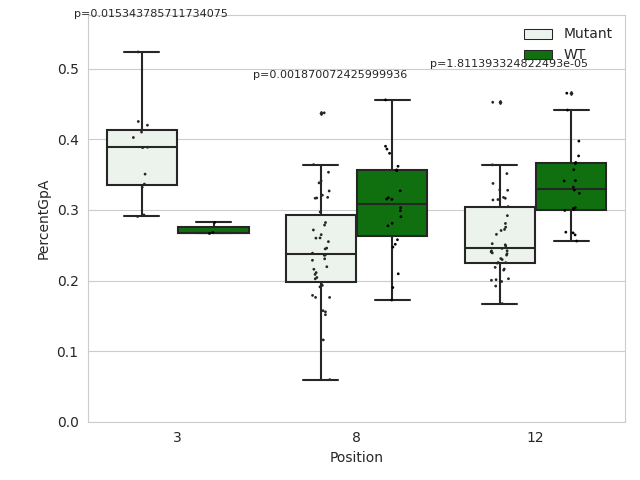 p=0.015343785711734075
Mutant
WT
p=1.811393324822493e-05
p=0.001870072425999936
0.5
0.4
0.3
0.2
0.1
0.0
PercentGpA
3
8
12
Position